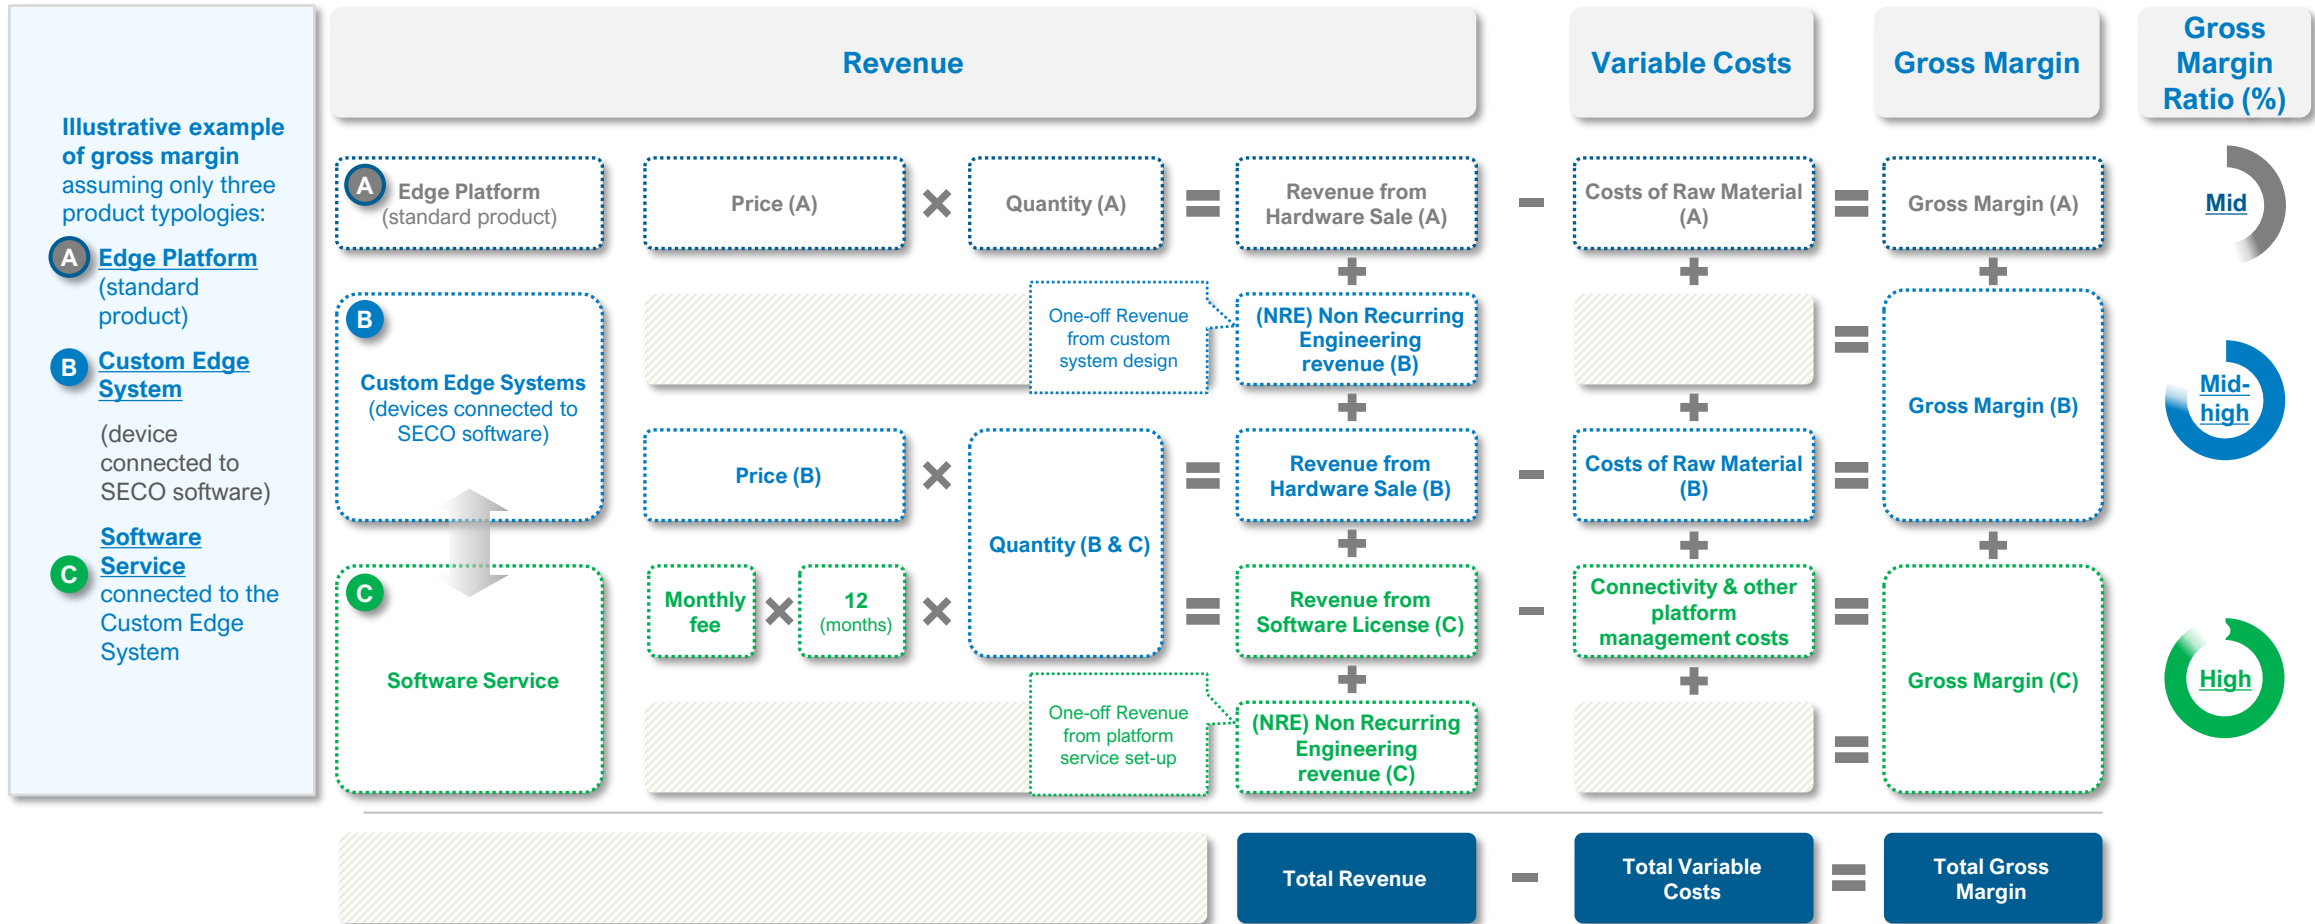 Revenue
Variable Costs
Gross Margin
Gross
Margin
Ratio (%)
Illustrative example
of gross margin
assuming only three
product typologies:
A
Edge Platform
(standard
product)
B
Custom Edge
System
(device
connected to
SECO software)
C
Software
Service
connected to the
Custom Edge
System
A
Edge Platform
(standard product)
Price (A)
×
Quantity (A)
=
Revenue from
Hardware Sale (A)
-
Costs of Raw Material
(A)
=
Gross Margin (A)
Mid
+
+
+
B
Custom Edge Systems
(devices connected to
SECO software)
One-off Revenue
from custom
system design
(NRE) Non Recurring
Engineering
revenue (B)
=
Gross Margin (B)
Mid-
high
+
+
Price (B)
×
Quantity (B & C)
=
Revenue from
Hardware Sale (B)
-
Costs of Raw Material
(B)
=
+
+
+
C
Software Service
Monthly
fee
×
12
(months)
×
=
Revenue from
Software License (C)
-
Connectivity & other
platform
management costs
=
Gross Margin (C)
High
+
+
One-off Revenue
from platform
service set-up
(NRE) Non Recurring
Engineering
revenue (C)
=
Total Revenue
-
Total Variable
Costs
=
Total Gross
Margin